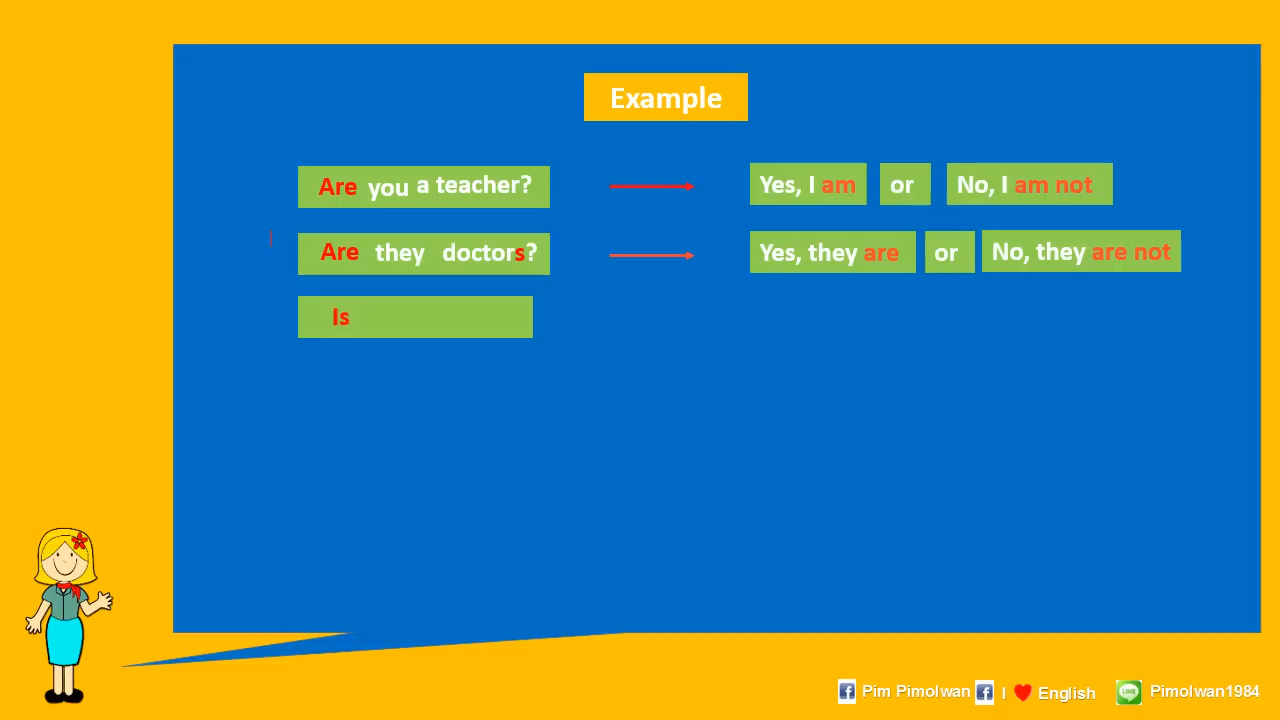 Example
Are you a teacher? Yes, I am or No, I am not
Are they doctors? Yes, they are or No, they are not
Is
Pim Pimolwan I English LINE Pimolwan1984